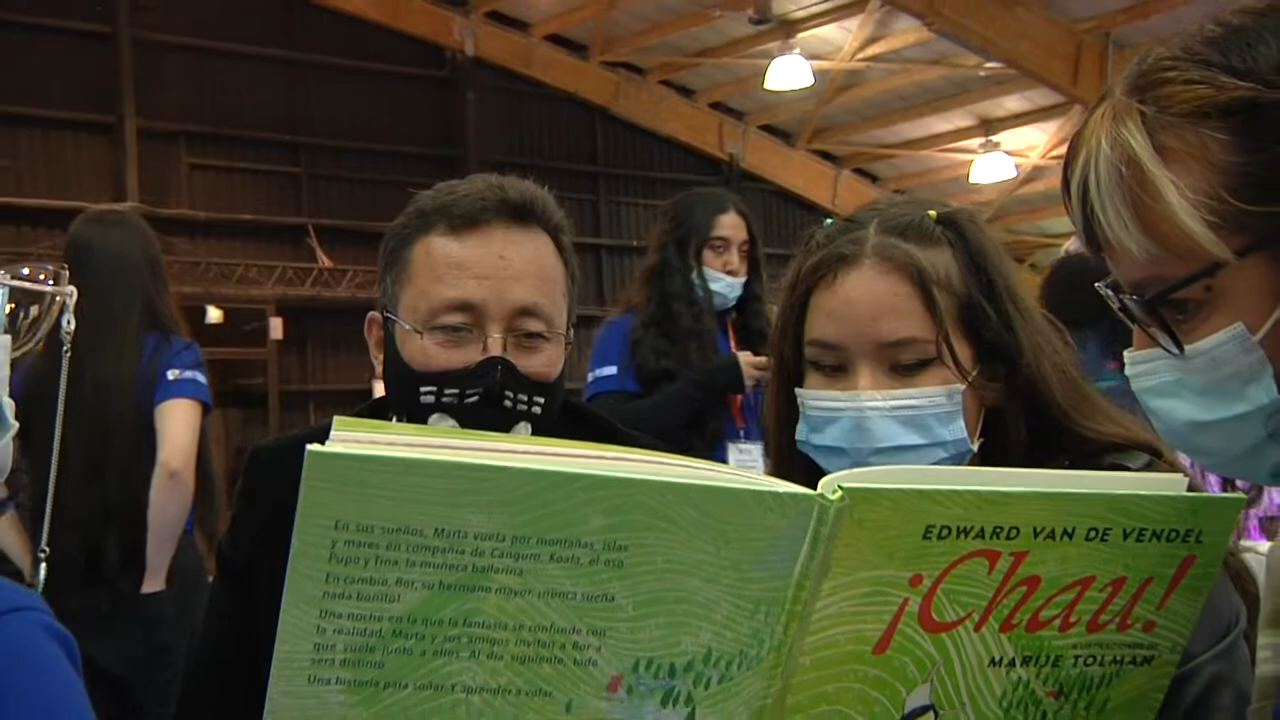 En sus sueños, Marta vuela por montañas, islas
y mares en compañía de Canguro, Koala, el oso
Pupo y Tina, la muñeca bailarina.
En cambio, Bor, su hermano mayor, ¡nunca sueña
nada bonito!
Una noche en la que la fantasía se confunde con
la realidad, Marta y sus amigos invitan a Bor a
que vuele junto a ellos. Al día siguiente, todo
será distinto.
Una historia para soñar. Y aprender a volar.
EDWARD VAN DE VENDEL
¡Chau!
ILUSTRACIONES DE
MARIJE TOLMAN